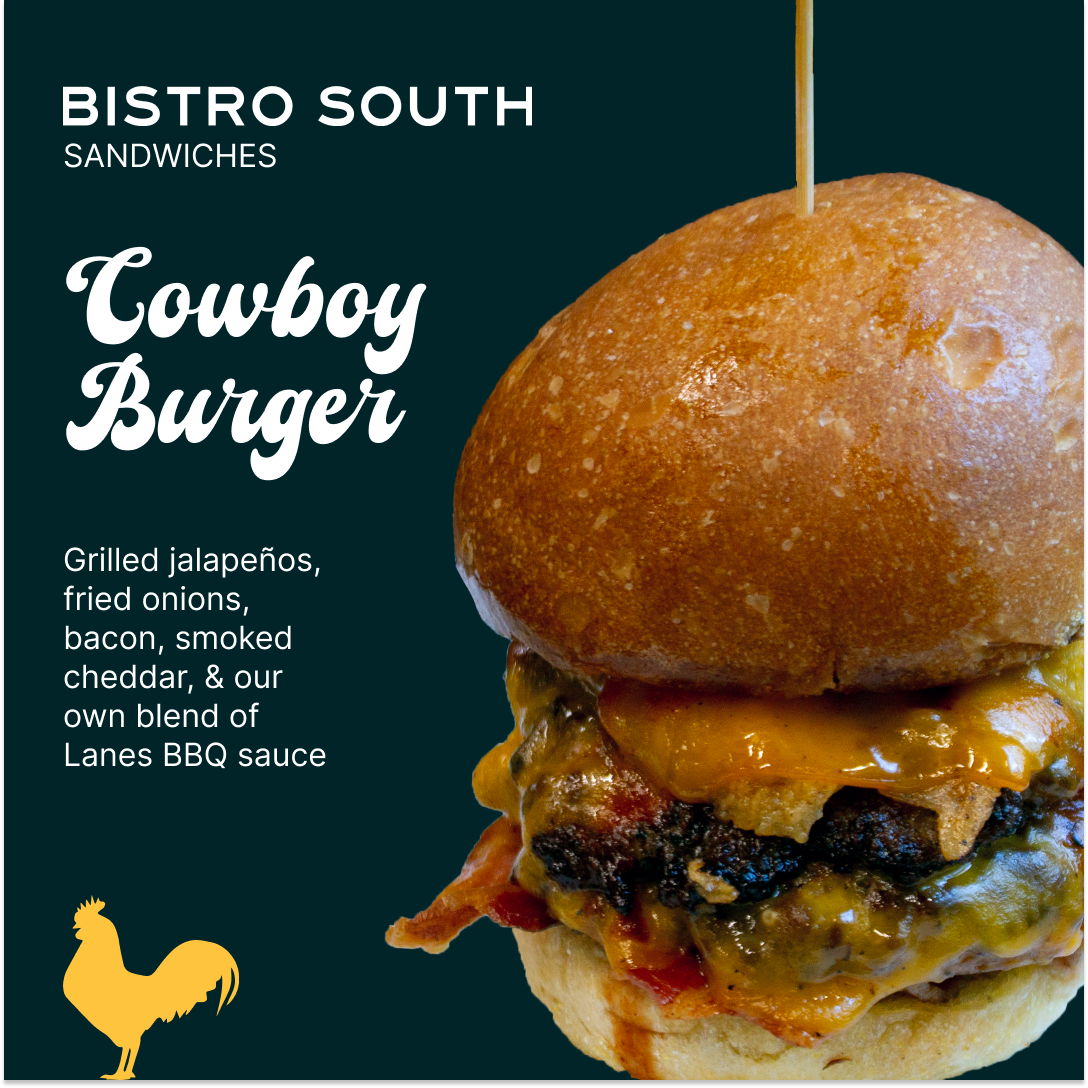 BISTRO SOUTH
SANDWICHES
Cowboy
Burger
Grilled jalapeños,
fried onions,
bacon, smoked
cheddar, & our
own blend of
Lanes BBQ sauce